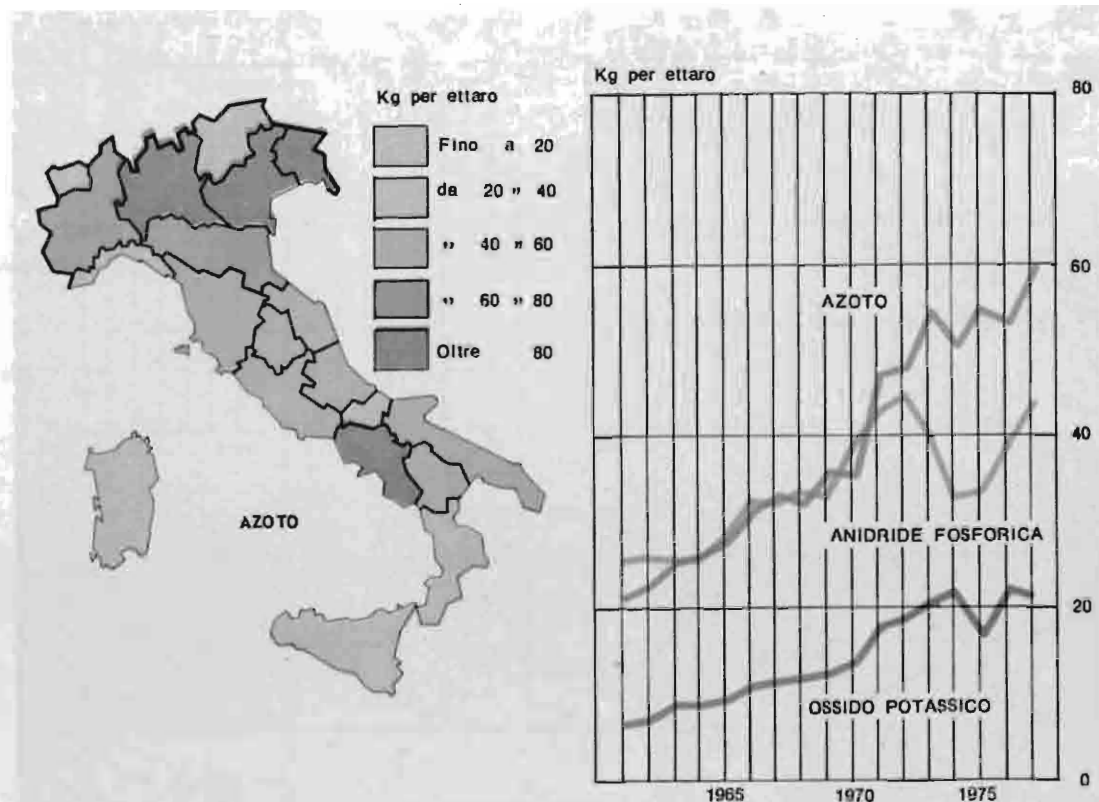 Kg per ettaro
Fino a 20
da 20 " 40
" 40 " 60
" 60 " 80
Oltre 80
AZOTO
Kg per ettaro
80
60
AZOTO
40
ANIDRIDE FOSFORICA
20
OSSIDO POTASSICO
0
1965 1970 1975